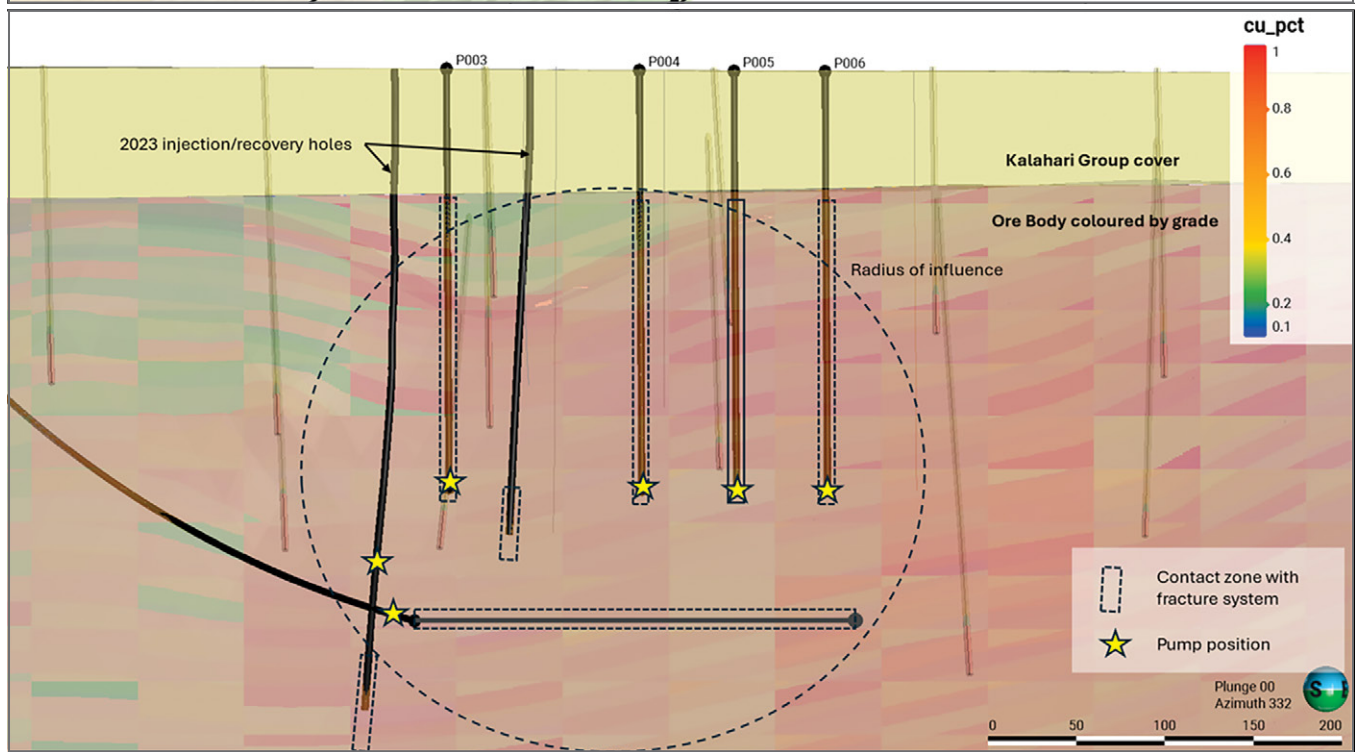 cu_pct
1
0.8
0.6
0.4
0.2
0.1
P003
P004
P005
P006
2023 injection/recovery holes
Kalahari Group cover
Ore Body coloured by grade
Radius of influence
Contact zone with
fracture system
Pump position
Plunge 00
Azimuth 332
S
0
50
100
150
200